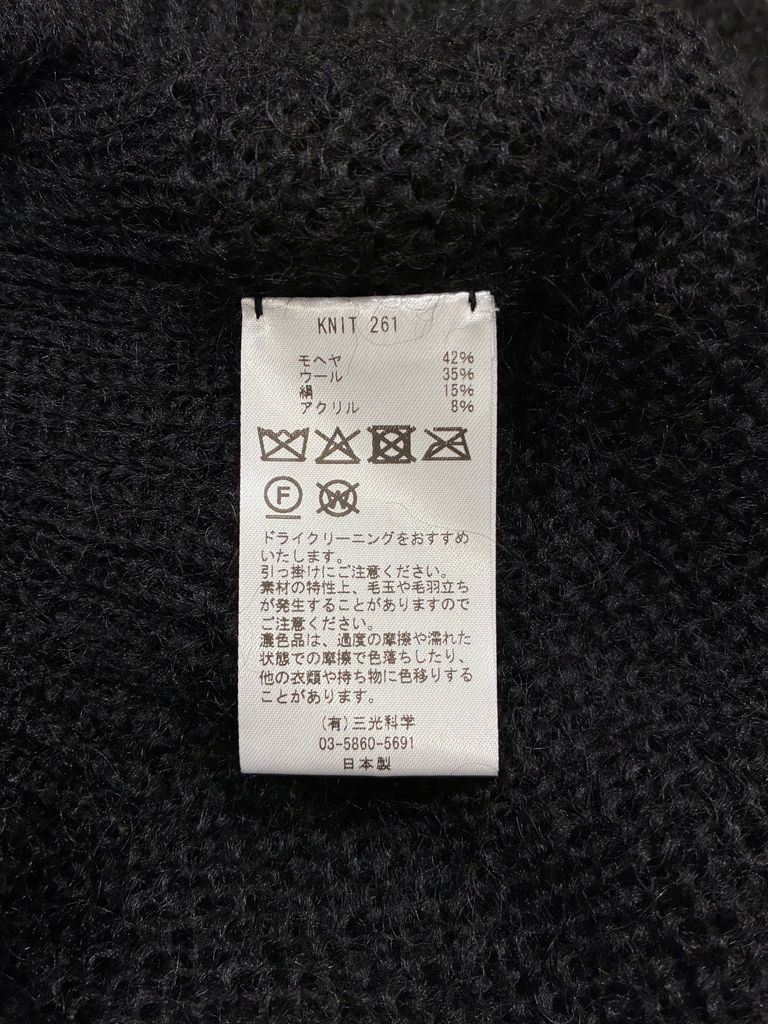 KNIT 261
モヘヤ 42%
ウール 35%
絹 15%
アクリル 8%
F W
ドライクリーニングをおすすめ
いたします。
引っ掛けにご注意ください。
素材の特性上、毛玉や毛羽立ち
が発生することがありますので
ご注意ください。
濃色品は、過度の摩擦や濡れた
状態での摩擦で色落ちしたり、
他の衣類や持ち物に色移りする
ことがあります。
(有)三光科学
03-5860-5691
日本製